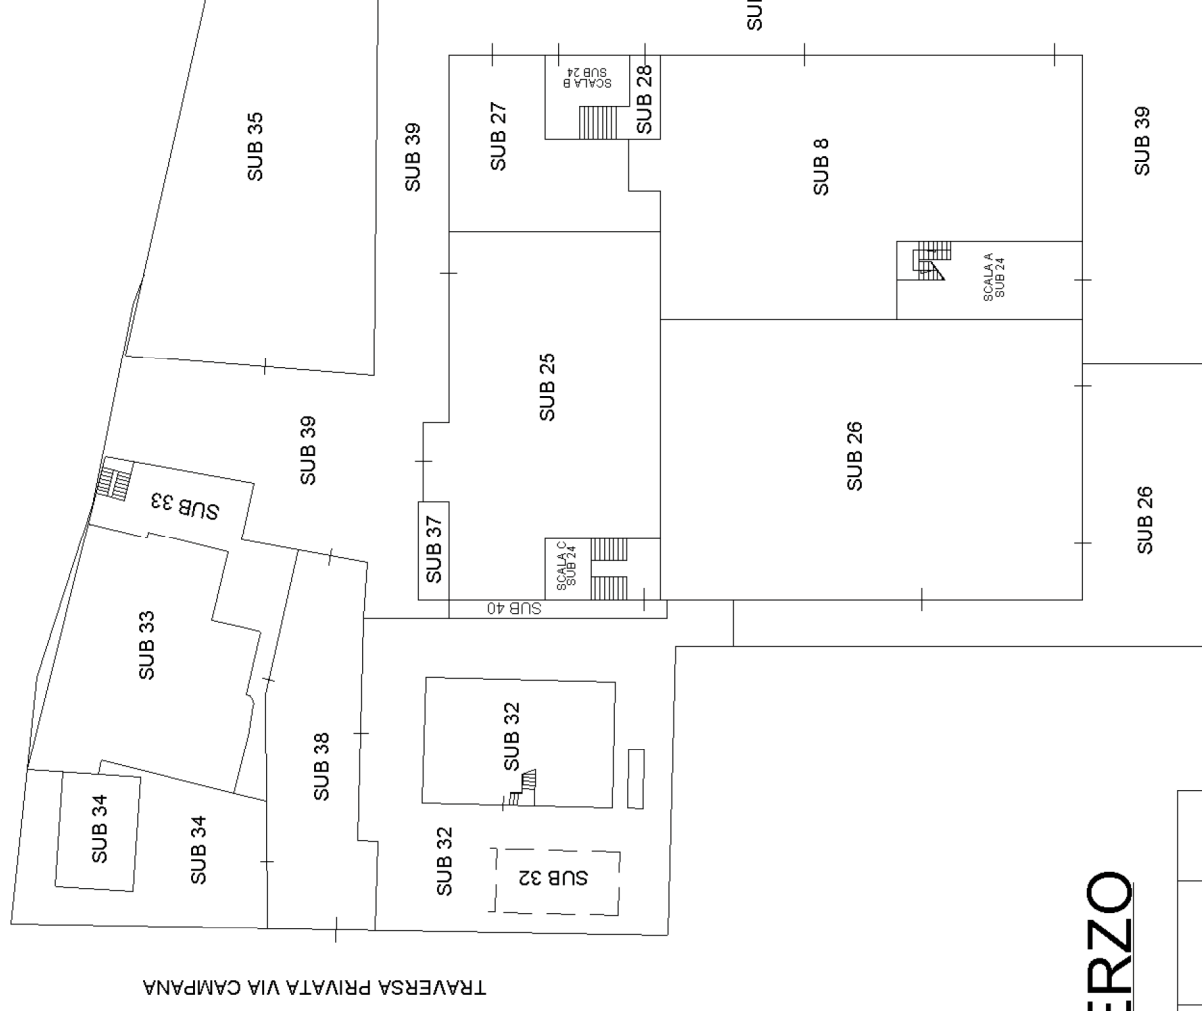 SU
SUB 35
SUB 39
SUB 27
SCALA B
SUB 24
SUB 28
SUB 8
SUB 39
SCALA A
SUB 24
SUB 25
SUB 39
SUB 26
SUB 33
SUB 37
SCALA C
SUB 24
SUB 26
SUB 40
SUB 33
SUB 32
SUB 38
SUB 34
SUB 34
SUB 32
SUB 32
ERZO
TRAVERSA PRIVATA VIA CAMPANA